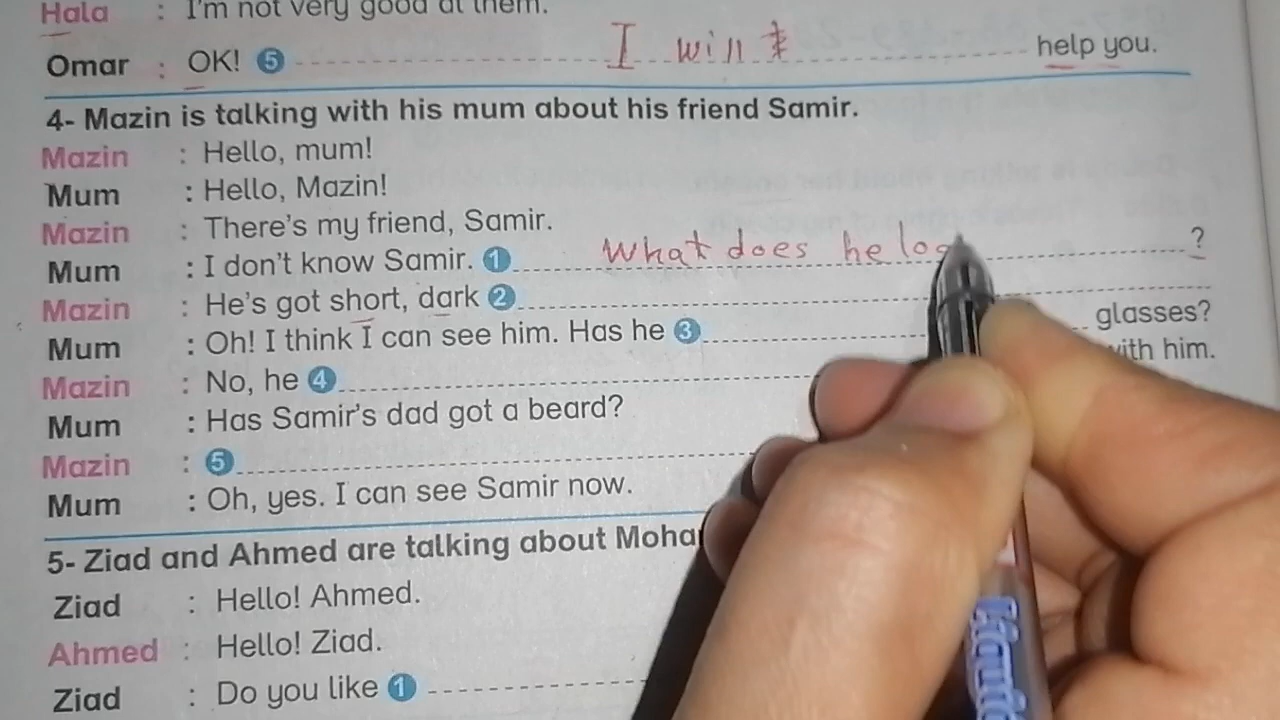 Hala : I'm not very good at them.
Omar : OK! 5 I will help you.
4- Mazin is talking with his mum about his friend Samir.
Mazin : Hello, mum!
Mum : Hello, Mazin!
Mazin : There's my friend, Samir.
Mum : I don't know Samir. 1 What does he loo ?
Mazin : He's got short, dark 2
Mum : Oh! I think I can see him. Has he 3 glasses?
Mazin : No, he 4 with him.
Mum : Has Samir's dad got a beard?
Mazin : 5
Mum : Oh, yes. I can see Samir now.
5- Ziad and Ahmed are talking about
Ziad : Hello! Ahmed.
Ahmed : Hello! Ziad.
Ziad : Do you like 1